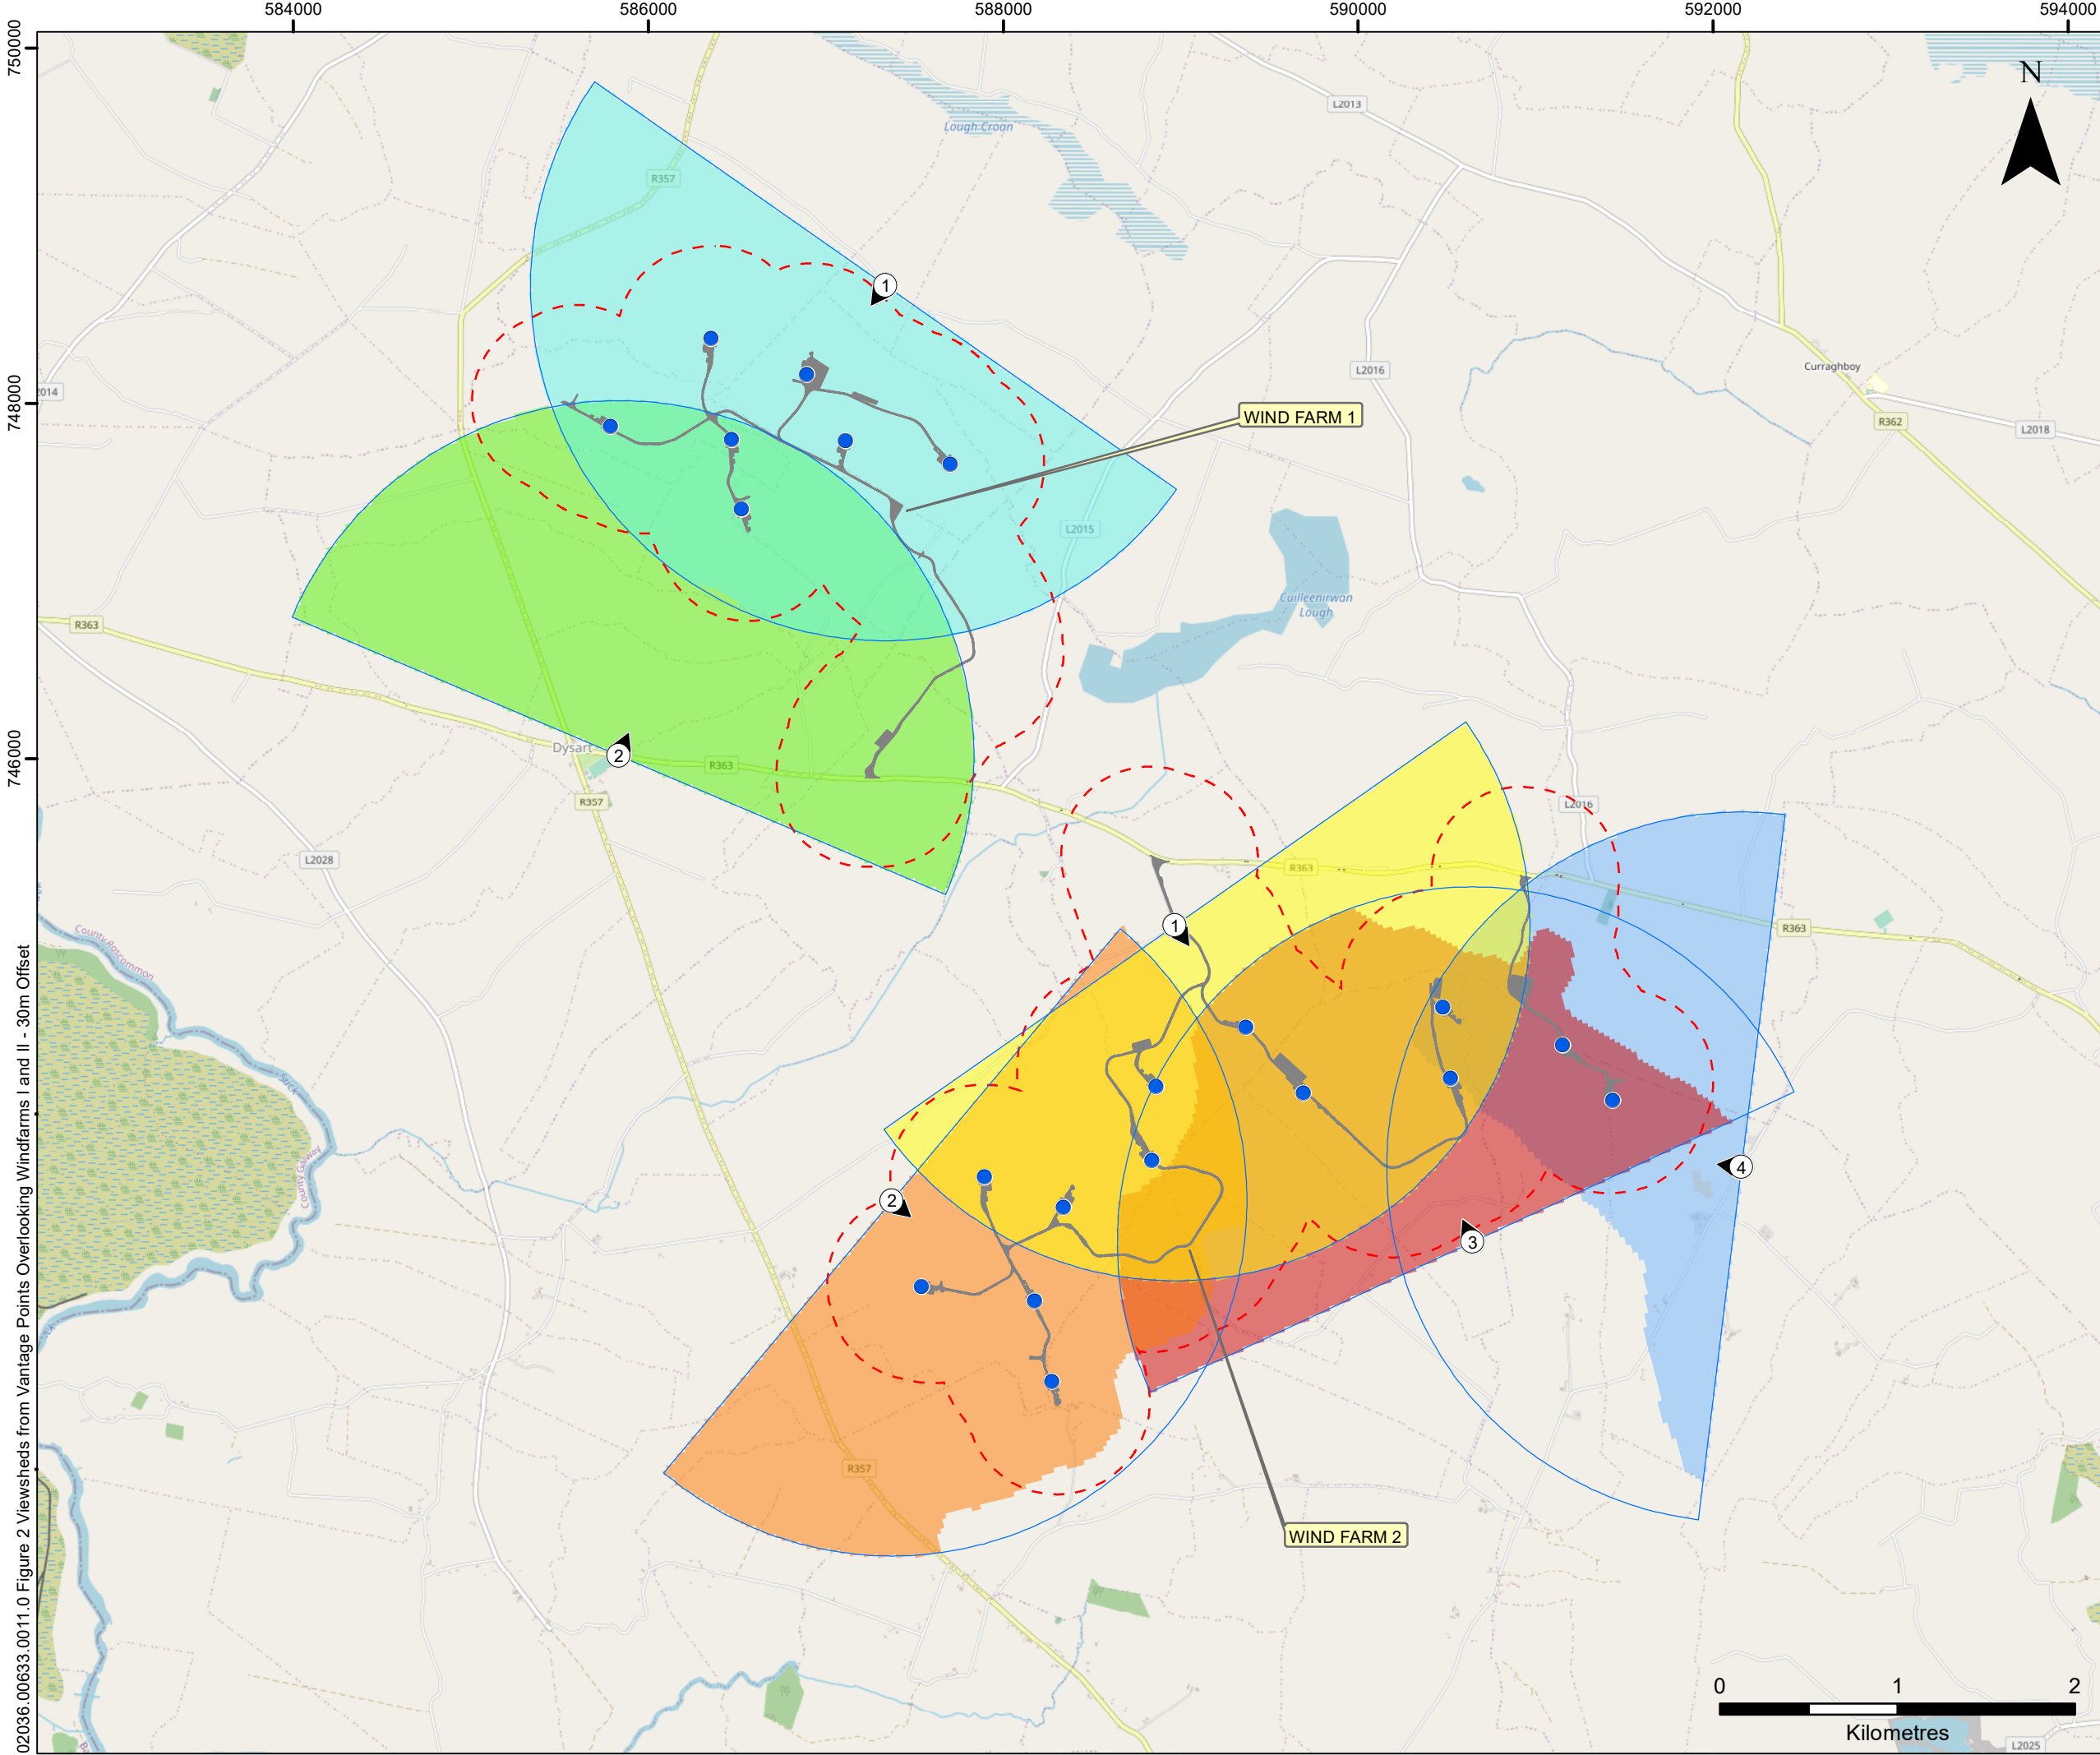 584000
586000
588000
590000
592000
594000
750000
748000
746000
02036.00633.0011.0 Figure 2 Viewsheds from Vantage Points Overlooking Windfarms I and II - 30m Offset
N
L2013
Lough Croan
R357
1
L2016
Curraghboy
2014
WIND FARM 1
R362
L2018
L2015
Cuilleenirwan
Lough
R363
Dysart
2
R363
R357
L2016
L2028
R363
1
R363
County Roscommon
Suck
County Galway
4
2
3
R357
WIND FARM 2
0 1 2
Kilometres
L2025